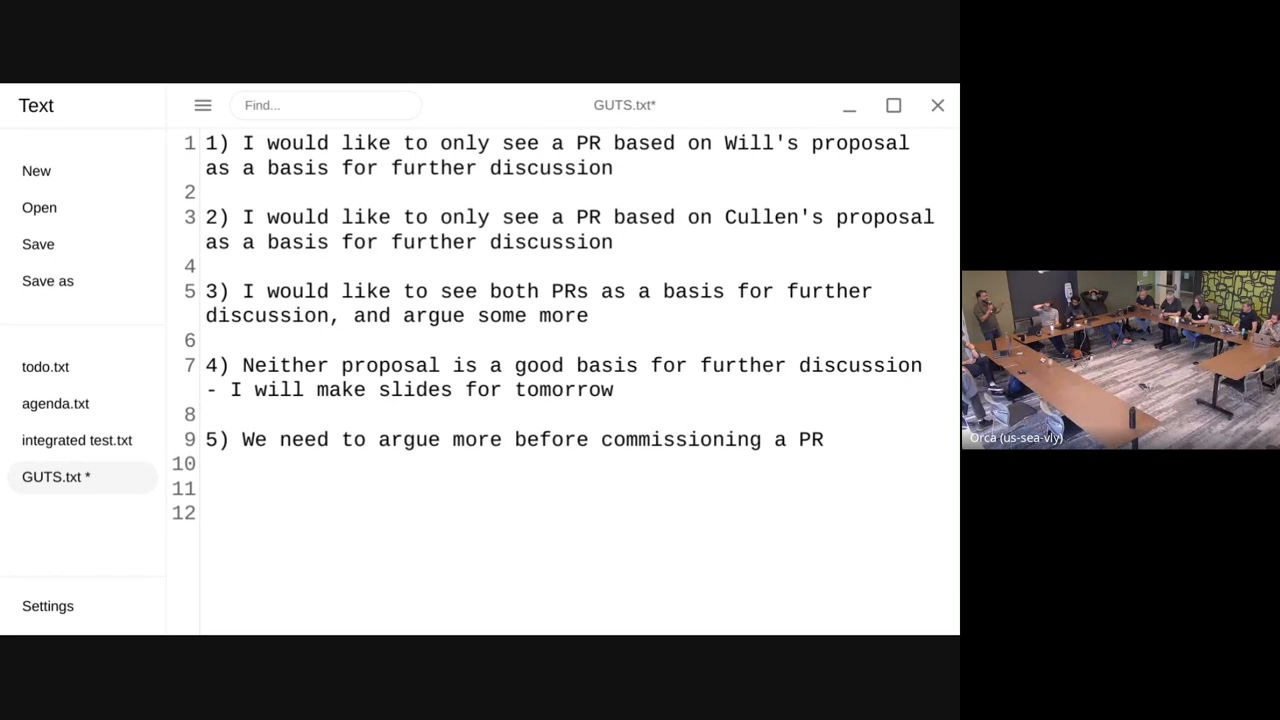 Text
Find...
GUTS.txt*
New
Open
Save
Save as
todo.txt
agenda.txt
integrated test.txt
GUTS.txt *
Settings
1 1) I would like to only see a PR based on Will's proposal
as a basis for further discussion
2
3 2) I would like to only see a PR based on Cullen's proposal
as a basis for further discussion
4
5 3) I would like to see both PRs as a basis for further
discussion, and argue some more
6
7 4) Neither proposal is a good basis for further discussion
- I will make slides for tomorrow
8
9 5) We need to argue more before commissioning a PR
10
11
12
Orca (us-sea-vly)